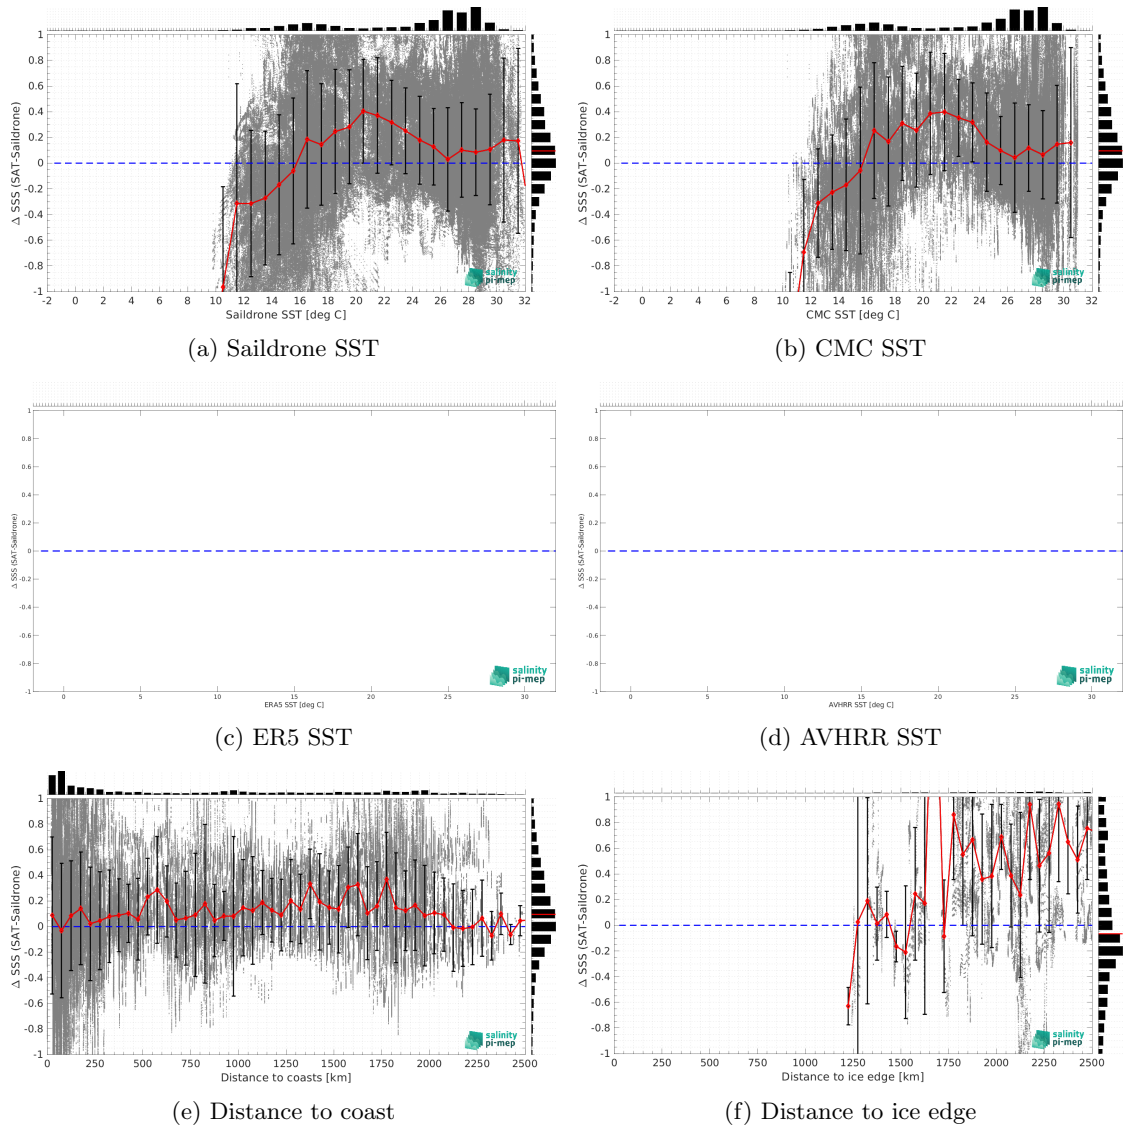 1
0.8
0.6
0.4
0.2
0
-0.2
-0.4
-0.6
-0.8
-1
Δ SSS (SAT-Saildrone)
-2 0 2 4 6 8 10 12 14 16 18 20 22 24 26 28 30 32
Saildrone SST [deg C]
salinity
pi-mep
(a) Saildrone SST
1
0.8
0.6
0.4
0.2
0
-0.2
-0.4
-0.6
-0.8
-1
Δ SSS (SAT-Saildrone)
-2 0 2 4 6 8 10 12 14 16 18 20 22 24 26 28 30 32
CMC SST [deg C]
salinity
pi-mep
(b) CMC SST
1
0.8
0.6
0.4
0.2
0
-0.2
-0.4
-0.6
-0.8
-1
Δ SSS (SAT-Saildrone)
0 5 10 15 20 25 30
ERA5 SST [deg C]
salinity
pi-mep
(c) ER5 SST
1
0.8
0.6
0.4
0.2
0
-0.2
-0.4
-0.6
-0.8
-1
Δ SSS (SAT-Saildrone)
0 5 10 15 20 25 30
AVHRR SST [deg C]
salinity
pi-mep
(d) AVHRR SST
1
0.8
0.6
0.4
0.2
0
-0.2
-0.4
-0.6
-0.8
-1
Δ SSS (SAT-Saildrone)
0 250 500 750 1000 1250 1500 1750 2000 2250 2500
Distance to coasts [km]
salinity
pi-mep
(e) Distance to coast
1
0.8
0.6
0.4
0.2
0
-0.2
-0.4
-0.6
-0.8
-1
Δ SSS (SAT-Saildrone)
0 250 500 750 1000 1250 1500 1750 2000 2250 2500
Distance to ice edge [km]
salinity
pi-mep
(f) Distance to ice edge